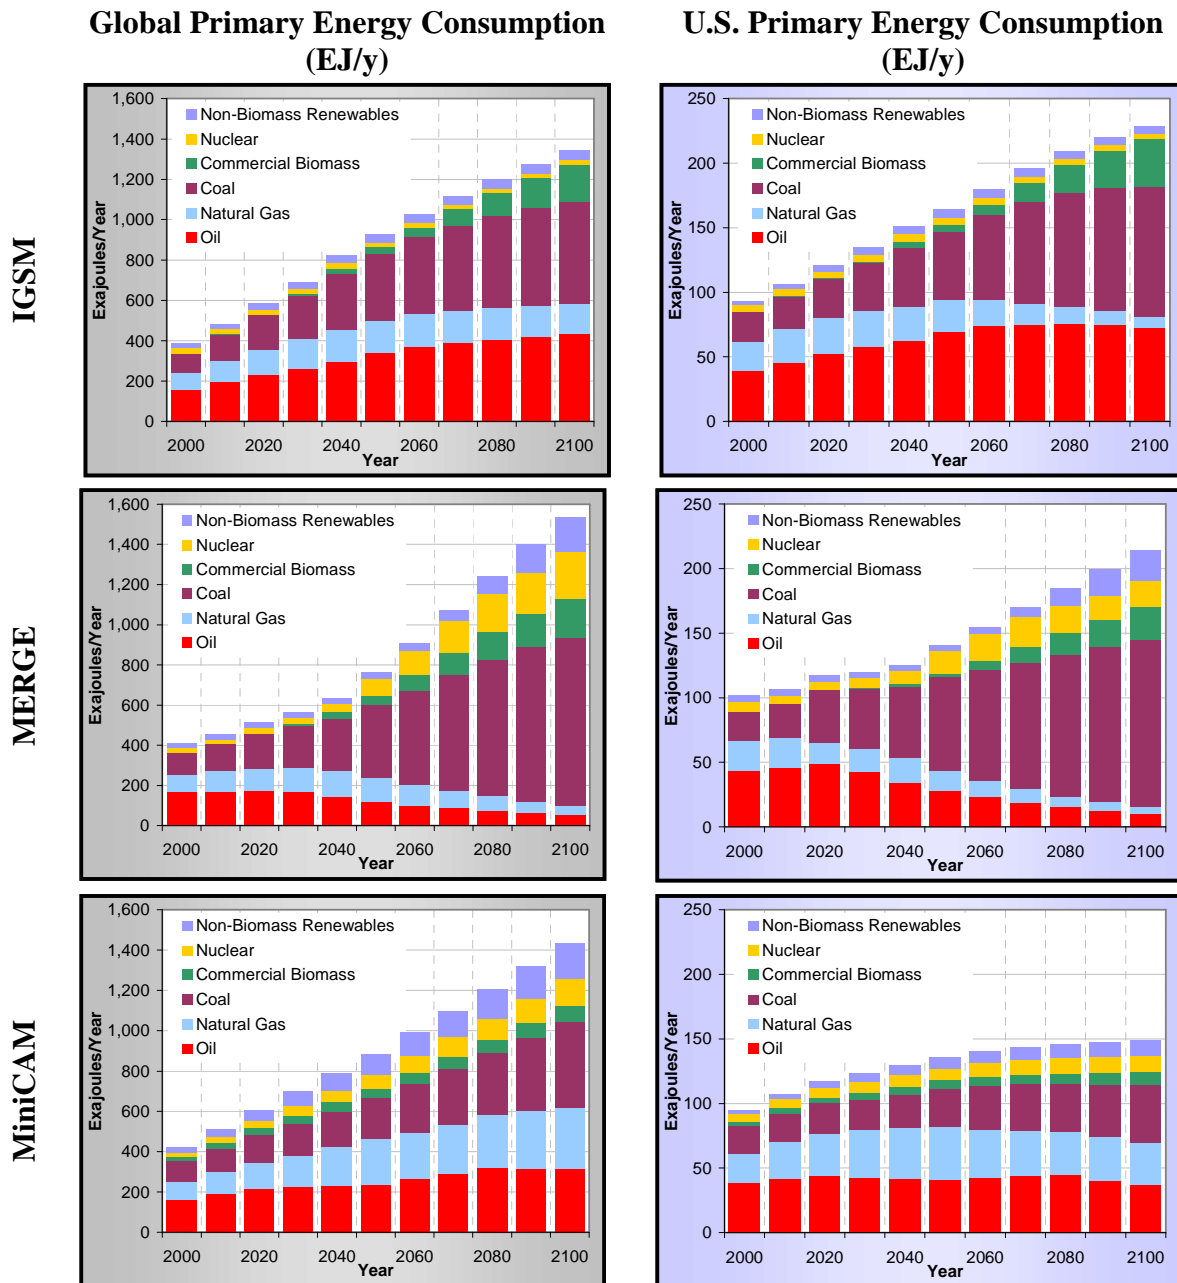 Global Primary Energy Consumption
(EJ/y)
U.S. Primary Energy Consumption
(EJ/y)
IGSM
Exajoules/Year
1,600
1,400
1,200
1,000
800
600
400
200
0
Non-Biomass Renewables
Nuclear
Commercial Biomass
Coal
Natural Gas
Oil
2000 2020 2040 2060 2080 2100
Year
Exajoules/Year
250
200
150
100
50
0
Non-Biomass Renewables
Nuclear
Commercial Biomass
Coal
Natural Gas
Oil
2000 2020 2040 2060 2080 2100
Year
MERGE
Exajoules/Year
1,600
1,400
1,200
1,000
800
600
400
200
0
Non-Biomass Renewables
Nuclear
Commercial Biomass
Coal
Natural Gas
Oil
2000 2020 2040 2060 2080 2100
Year
Exajoules/Year
250
200
150
100
50
0
Non-Biomass Renewables
Nuclear
Commercial Biomass
Coal
Natural Gas
Oil
2000 2020 2040 2060 2080 2100
Year
MiniCAM
Exajoules/Year
1,600
1,400
1,200
1,000
800
600
400
200
0
Non-Biomass Renewables
Nuclear
Commercial Biomass
Coal
Natural Gas
Oil
2000 2020 2040 2060 2080 2100
Year
Exajoules/Year
250
200
150
100
50
0
Non-Biomass Renewables
Nuclear
Commercial Biomass
Coal
Natural Gas
Oil
2000 2020 2040 2060 2080 2100
Year